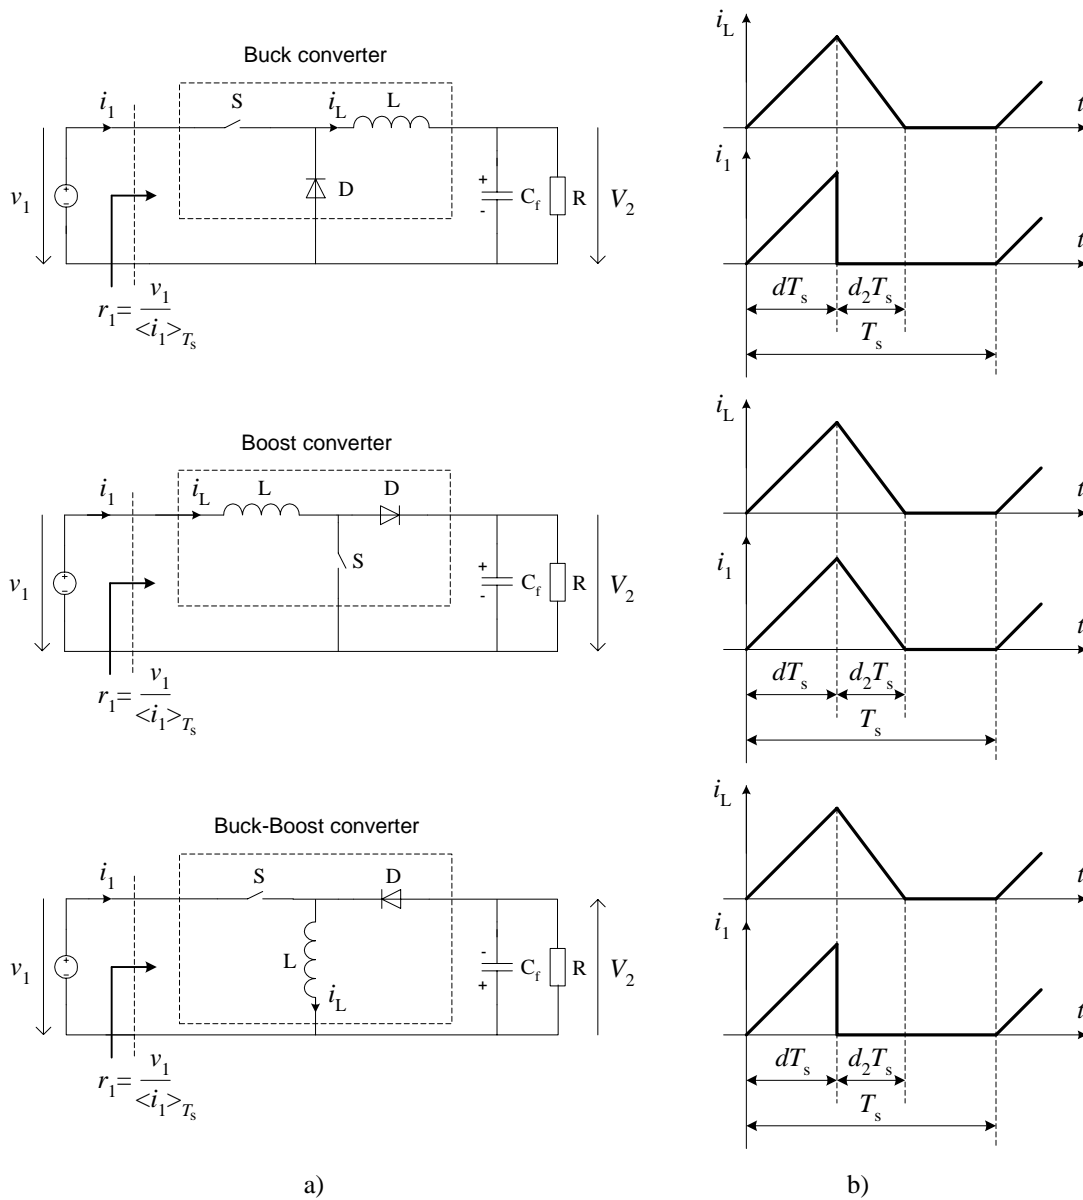 Buck converter
i1
S
iL
L
v1
+
-
D
+
-
Cf
R
V2
r1= v1
<i1>Ts
iL
t
i1
t
dTs
d2Ts
Ts
Boost converter
i1
iL
L
D
v1
+
-
S
+
-
Cf
R
V2
r1= v1
<i1>Ts
iL
t
i1
t
dTs
d2Ts
Ts
Buck-Boost converter
i1
S
D
v1
+
-
L
iL
-
+
Cf
R
V2
r1= v1
<i1>Ts
iL
t
i1
t
dTs
d2Ts
Ts
a)
b)